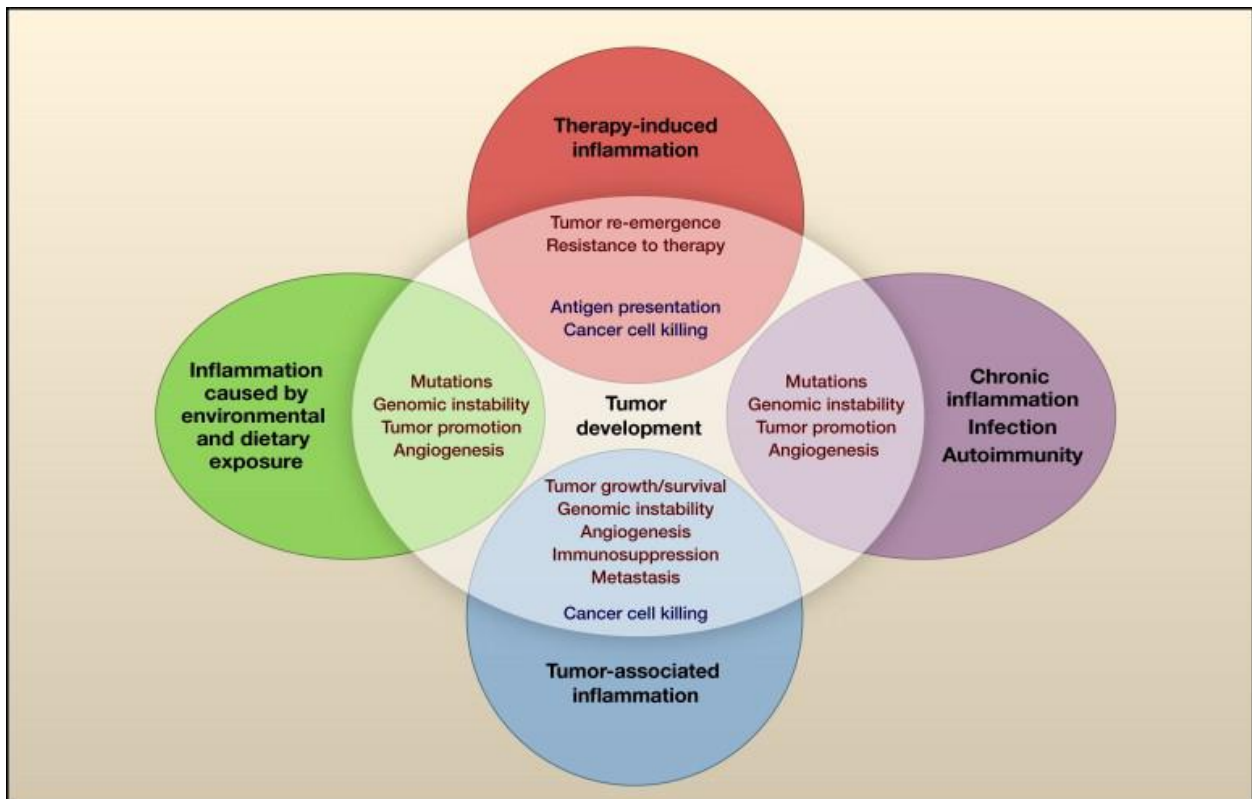 Therapy-induced
inflammation
Tumor re-emergence
Resistance to therapy
Antigen presentation
Cancer cell killing
Inflammation
caused by
environmental
and dietary
exposure
Mutations
Genomic instability
Tumor promotion
Angiogenesis
Tumor
development
Mutations
Genomic instability
Tumor promotion
Angiogenesis
Chronic
inflammation
Infection
Autoimmunity
Tumor growth/survival
Genomic instability
Angiogenesis
Immunosuppression
Metastasis
Cancer cell killing
Tumor-associated
inflammation